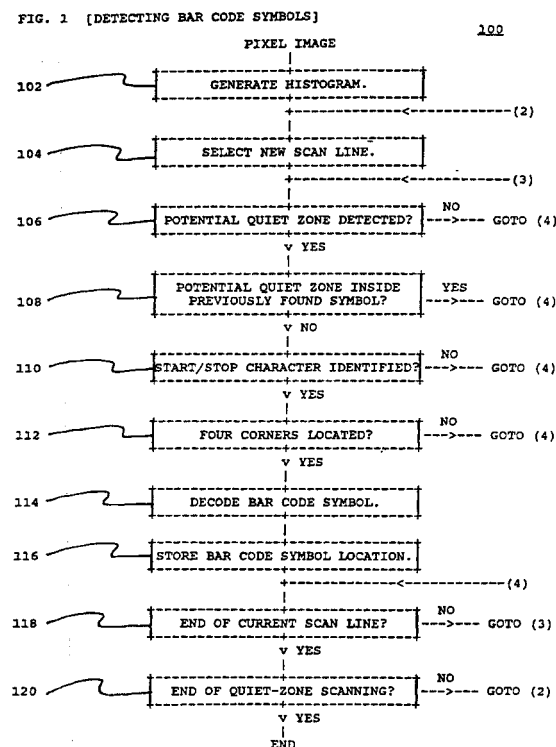 FIG. 1 [DETECTING BAR CODE SYMBOLS]
100
PIXEL IMAGE
102 GENERATE HISTOGRAM.
(2)
104 SELECT NEW SCAN LINE.
(3)
106 POTENTIAL QUIET ZONE DETECTED? NO GOTO (4)
v YES
108 POTENTIAL QUIET ZONE INSIDE
PREVIOUSLY FOUND SYMBOL? YES GOTO (4)
v NO
110 START/STOP CHARACTER IDENTIFIED? NO GOTO (4)
v YES
112 FOUR CORNERS LOCATED? NO GOTO (4)
v YES
114 DECODE BAR CODE SYMBOL.
116 STORE BAR CODE SYMBOL LOCATION.
(4)
118 END OF CURRENT SCAN LINE? NO GOTO (3)
v YES
120 END OF QUIET-ZONE SCANNING? NO GOTO (2)
v YES
END